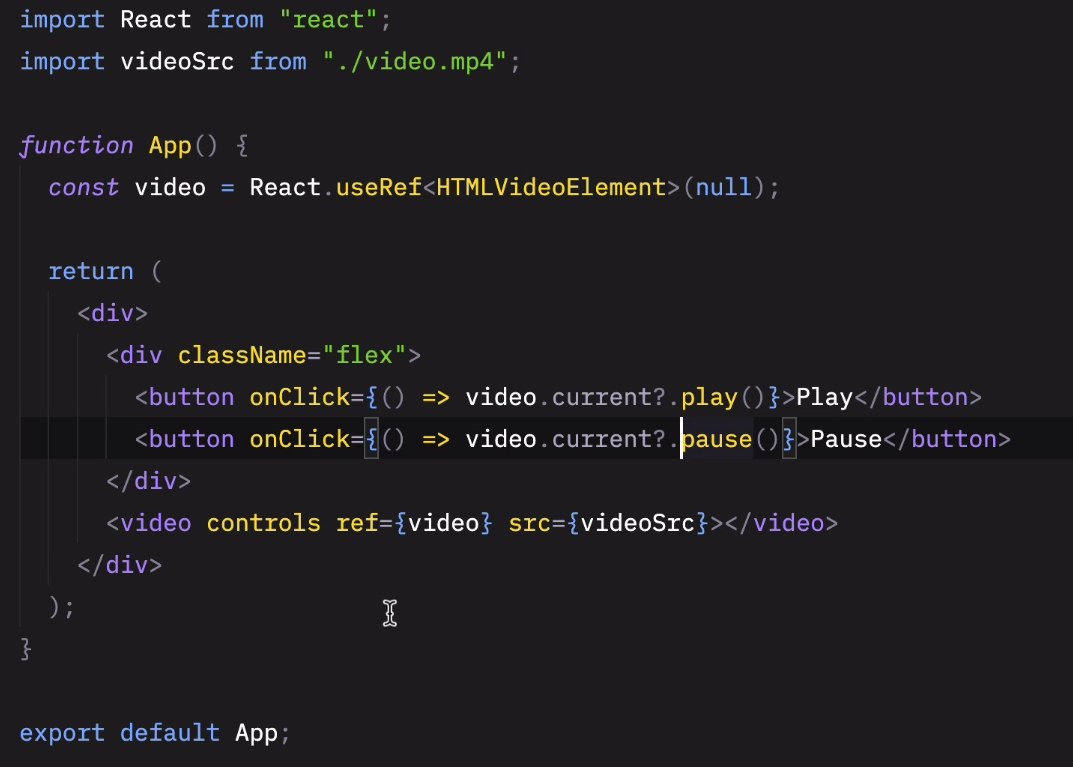 import React from "react";
import videoSrc from "./video.mp4";
function App() {
const video = React.useRef<HTMLVideoElement>(null);
return (
<div>
<div className="flex">
<button onClick={() => video.current?.play()}>Play</button>
<button onClick={() => video.current?.pause()}>Pause</button>
</div>
<video controls ref={video} src={videoSrc}></video>
</div>
);
}
export default App;